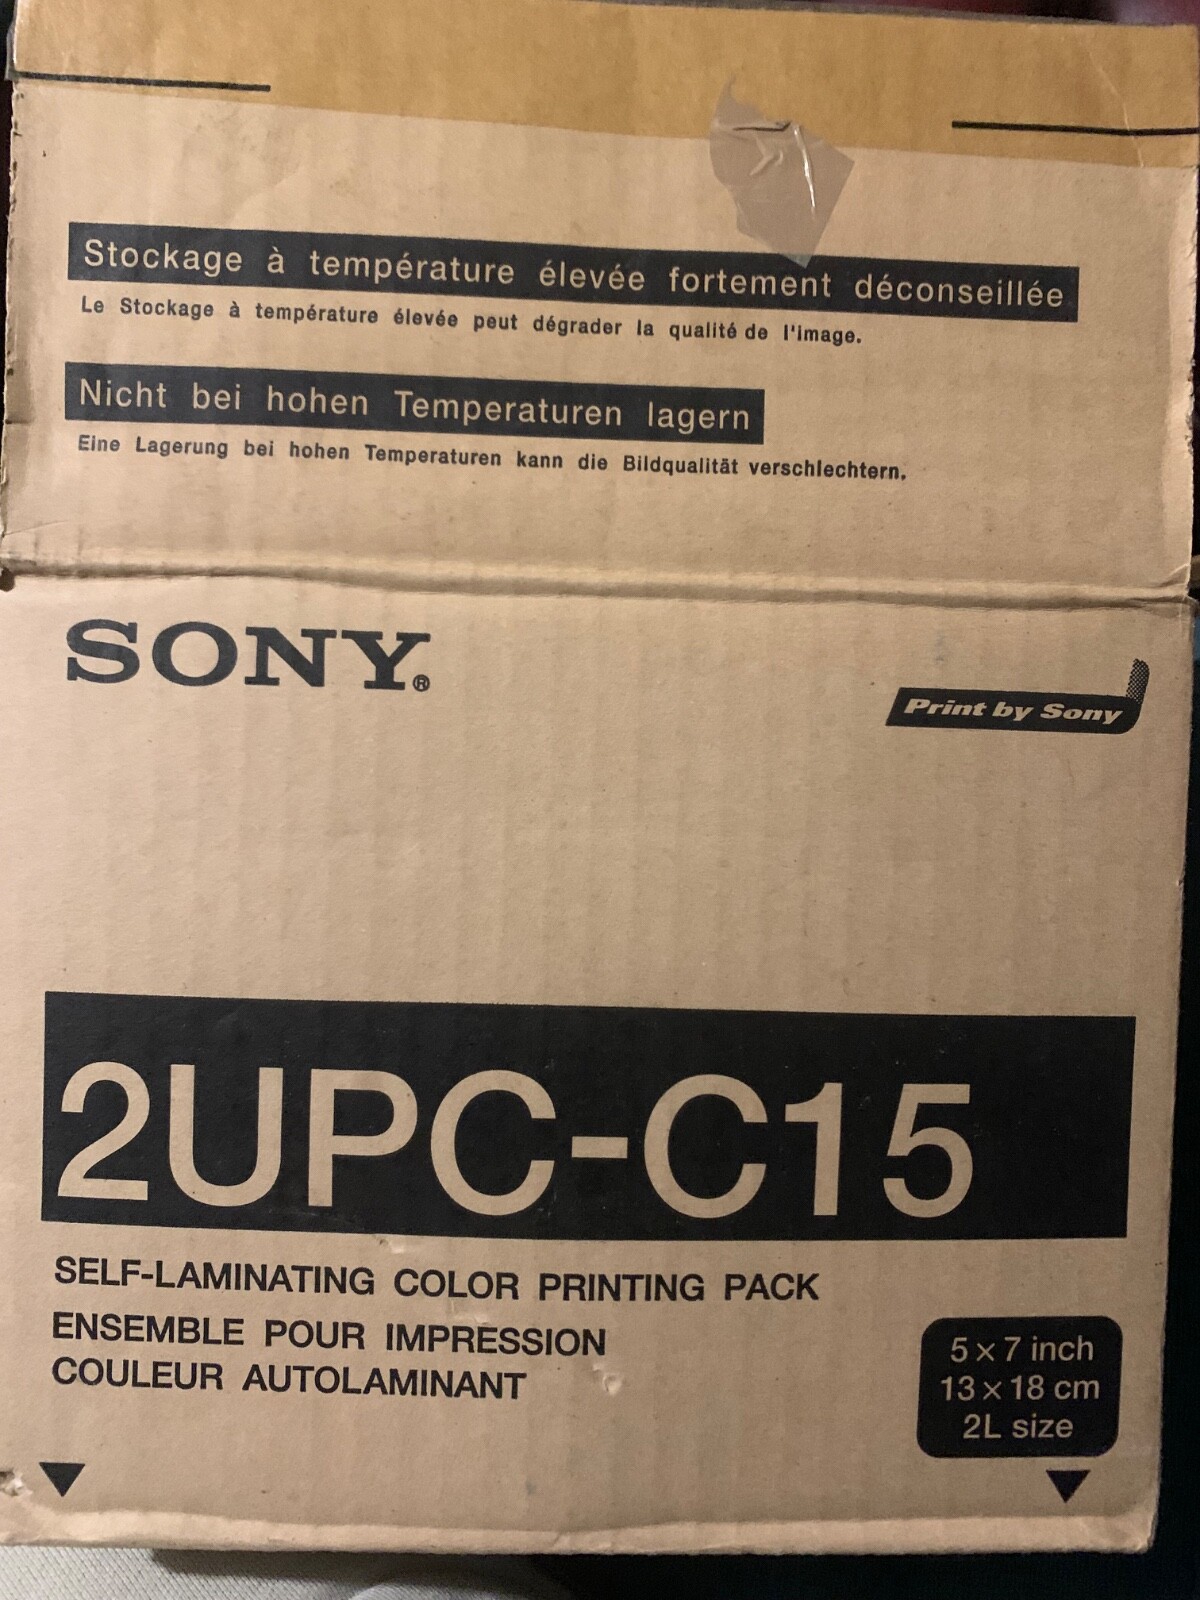 Stockage à température élevée fortement déconseillée
Le Stockage à température élevée peut dégrader la qualité de l'image.
Nicht bei hohen Temperaturen lagern
Eine Lagerung bei hohen Temperaturen kann die Bildqualität verschlechtern.
SONY®
Print by Sony
2UPC-C15
SELF-LAMINATING COLOR PRINTING PACK
ENSEMBLE POUR IMPRESSION
COULEUR AUTOLAMINANT
5 x 7 inch
13 x 18 cm
2L size